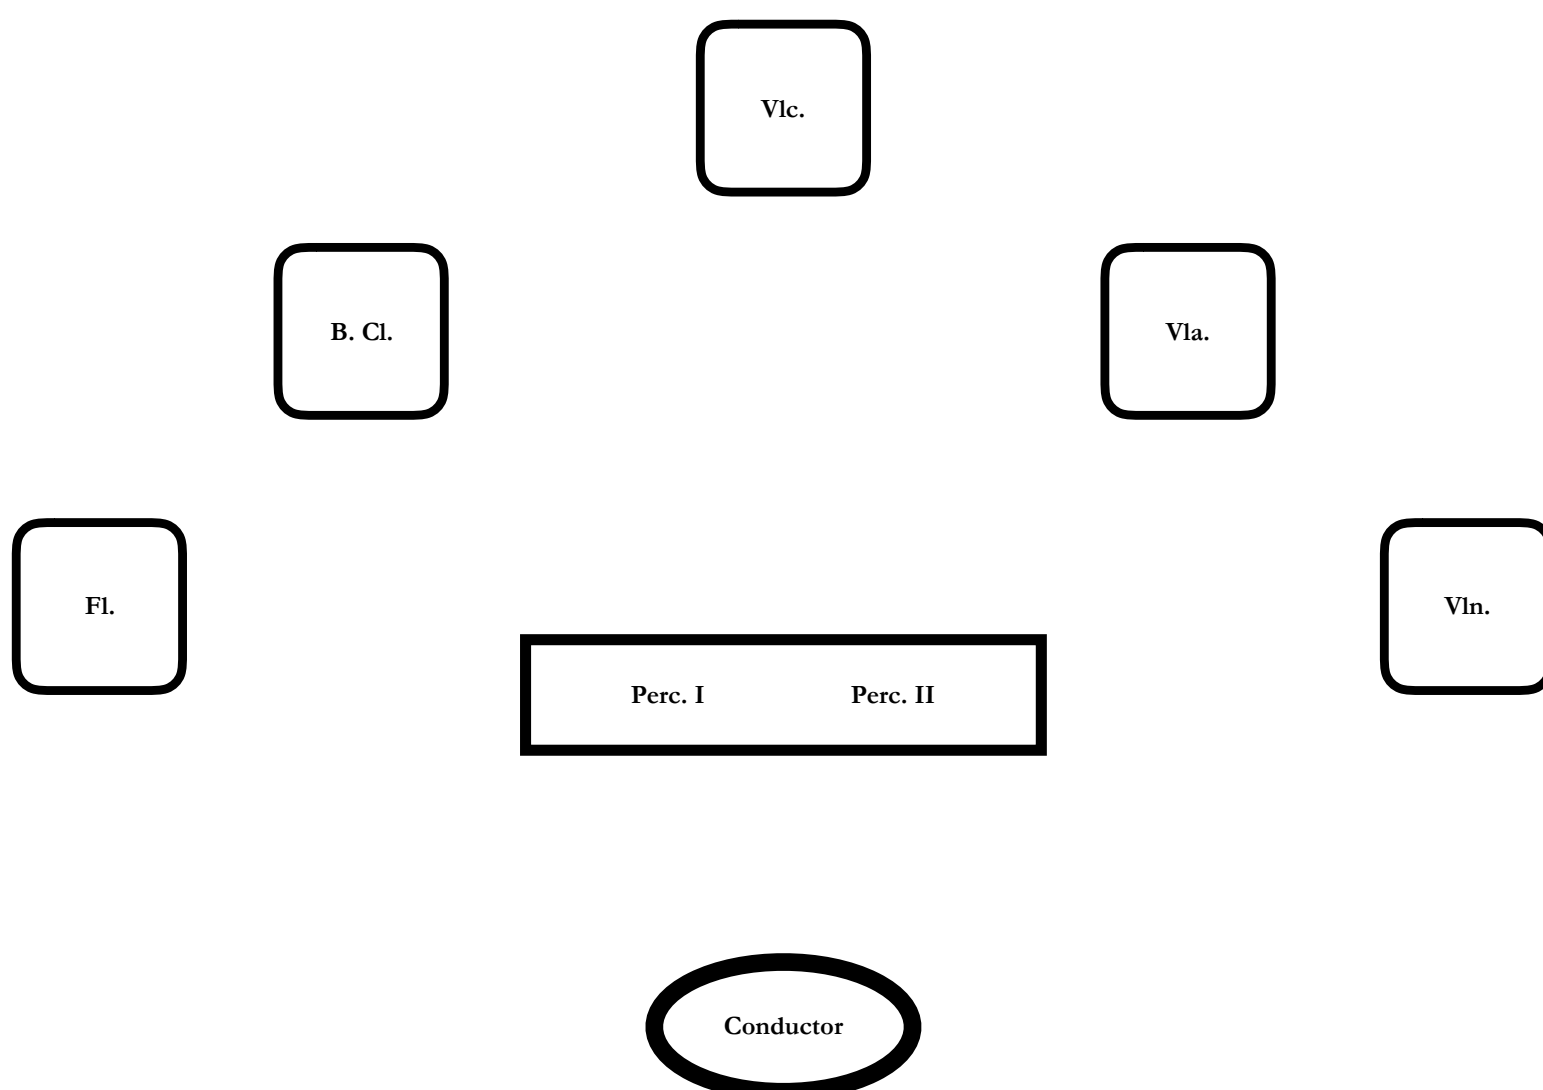 Vlc.
B. Cl.
Vla.
Fl.
Vln.
Perc. I
Perc. II
Conductor